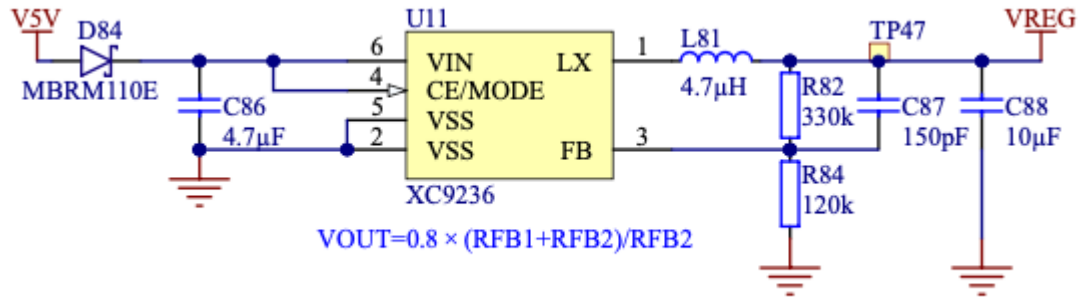 V5V
D84
MBRM110E
C86
4.7µF
U11
6
VIN
4
CE/MODE
5
VSS
2
VSS
LX
1
FB
3
XC9236
L81
4.7µH
TP47
VREG
R82
330k
C87
150pF
C88
10µF
R84
120k
VOUT=0.8 × (RFB1+RFB2)/RFB2